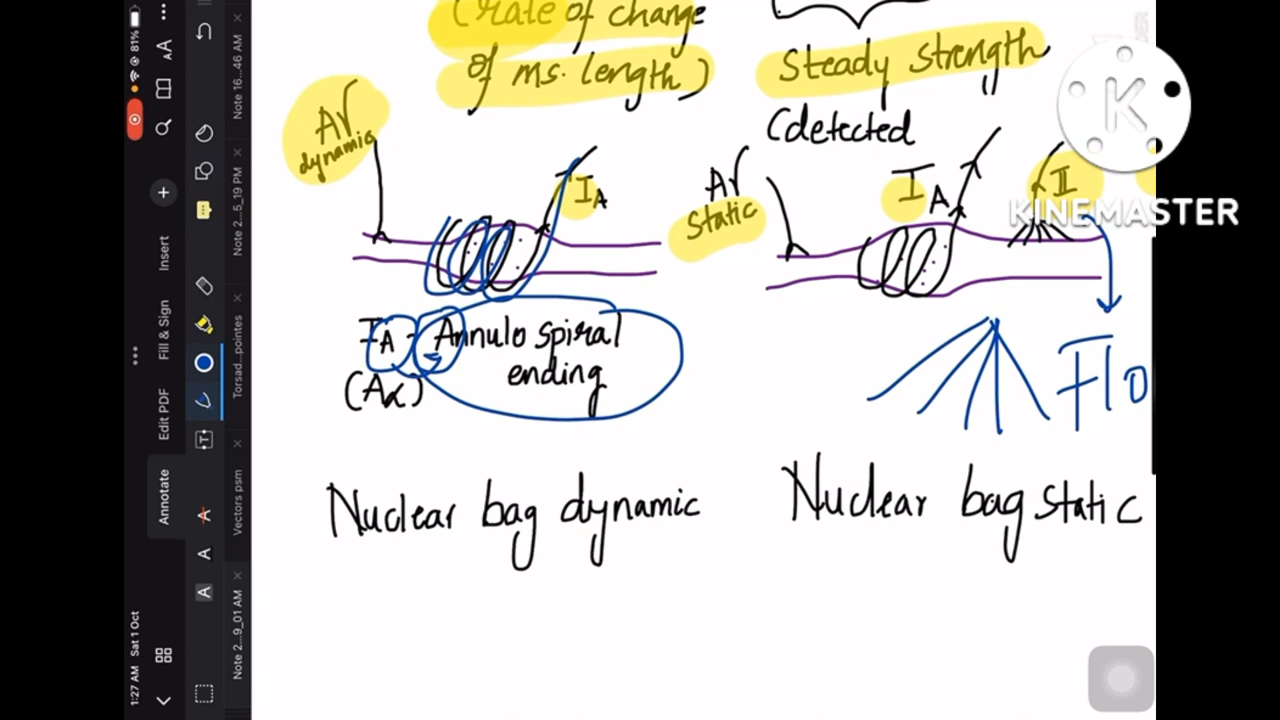 (rate of change
of ms. length)
Steady strength
(detected
Ar
dynamic
IA
Ar
Static
IA
II
K
KINEMASTER
IA - Annulo spiral
ending
(Aα)
Flo
Nuclear bag dynamic
Nuclear bag static
81%
AA
Note 16...46 AM
Note 2...5_19 PM
Torsad...pointes
Vectors psm
Note 2...9_01 AM
Insert
Fill & Sign
Edit PDF
Annotate
T
A
A
A
1:27 AM Sat 1 Oct